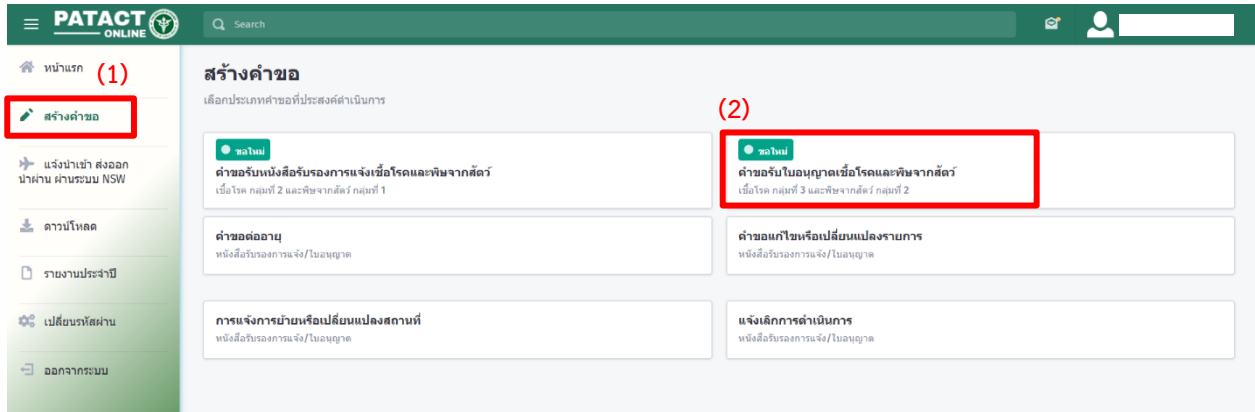 PATACT
ONLINE
Search
หน้าแรก
(1)
สร้างคำขอ
แจ้งนำเข้า ส่งออก
นำผ่าน ผ่านระบบ NSW
ดาวน์โหลด
รายงานประจำปี
เปลี่ยนรหัสผ่าน
ออกจากระบบ
สร้างคำขอ
เลือกประเภทคำขอที่ประสงค์ดำเนินการ
(2)
ขอใหม่
คำขอรับหนังสือรับรองการแจ้งเชื้อโรคและพิษจากสัตว์
เชื้อโรค กลุ่มที่ 2 และพิษจากสัตว์ กลุ่มที่ 1
ขอใหม่
คำขอรับใบอนุญาตเชื้อโรคและพิษจากสัตว์
เชื้อโรค กลุ่มที่ 3 และพิษจากสัตว์ กลุ่มที่ 2
คำขอต่ออายุ
หนังสือรับรองการแจ้ง/ใบอนุญาต
คำขอแก้ไขหรือเปลี่ยนแปลงรายการ
หนังสือรับรองการแจ้ง/ใบอนุญาต
การแจ้งการย้ายหรือเปลี่ยนแปลงสถานที่
หนังสือรับรองการแจ้ง/ใบอนุญาต
แจ้งเลิกการดำเนินการ
หนังสือรับรองการแจ้ง/ใบอนุญาต